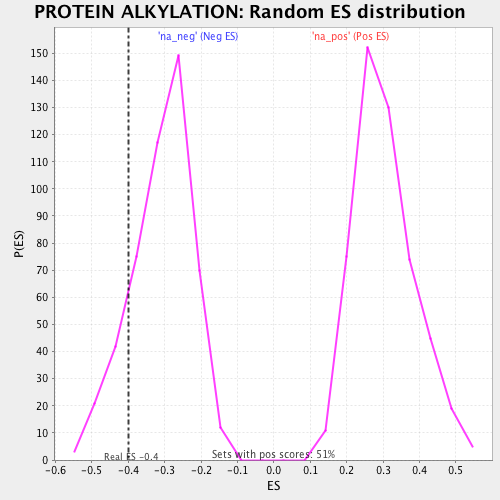 PROTEIN ALKYLATION: Random ES distribution
'na_neg' (Neg ES) 'na_pos' (Pos ES)
150
140
130
120
110
100
90
80
70
60
50
40
30
20
10
0
P(ES)
Real ES -0.4 Sets with pos scores: 51%
-0.6 -0.5 -0.4 -0.3 -0.2 -0.1 0.0 0.1 0.2 0.3 0.4 0.5
ES